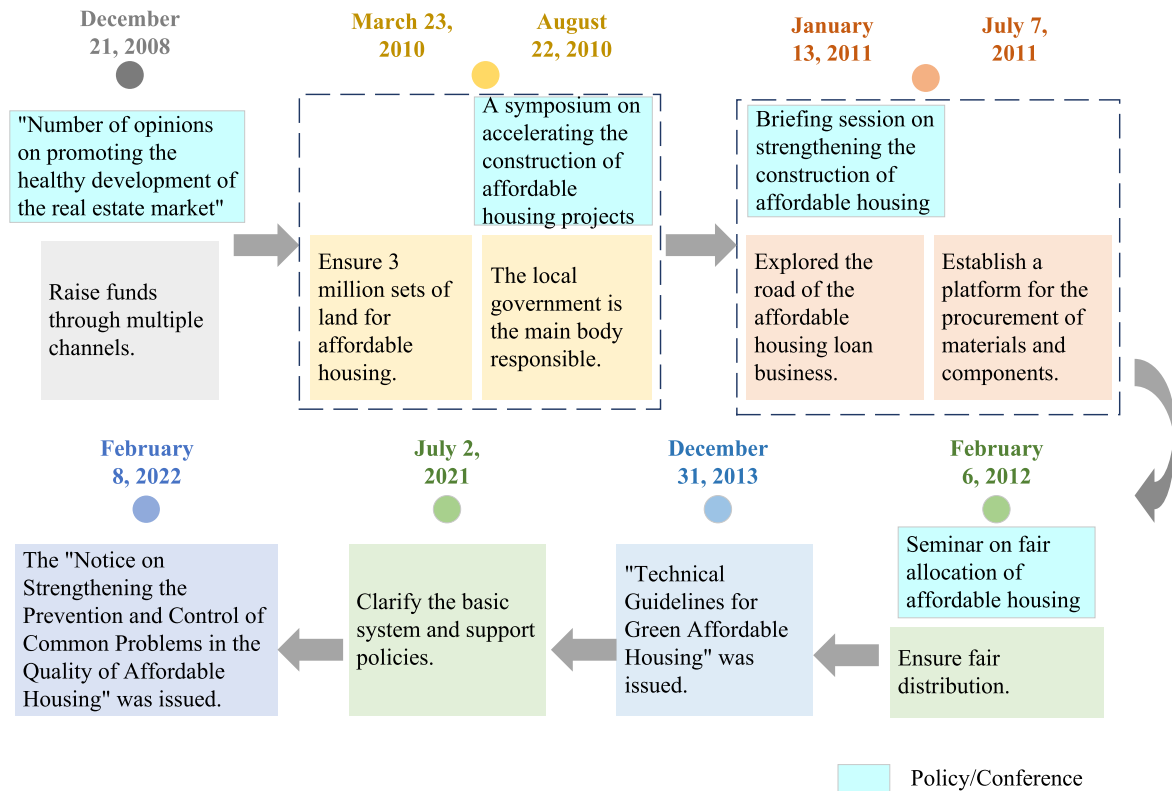 December
21, 2008
"Number of opinions
on promoting the
healthy development of
the real estate market"
Raise funds
through multiple
channels.
March 23,
2010
Ensure 3
million sets of
land for
affordable
housing.
August
22, 2010
A symposium on
accelerating the
construction of
affordable
housing projects
The local
government is
the main body
responsible.
January
13, 2011
Briefing session on
strengthening the
construction of
affordable housing
Explored the
road of the
affordable
housing loan
business.
July 7,
2011
Establish a
platform for the
procurement of
materials and
components.
February
6, 2012
Seminar on fair
allocation of
affordable housing
Ensure fair
distribution.
December
31, 2013
"Technical
Guidelines for
Green Affordable
Housing" was
issued.
July 2,
2021
Clarify the basic
system and support
policies.
February
8, 2022
The "Notice on
Strengthening the
Prevention and Control of
Common Problems in the
Quality of Affordable
Housing" was issued.
Policy/Conference